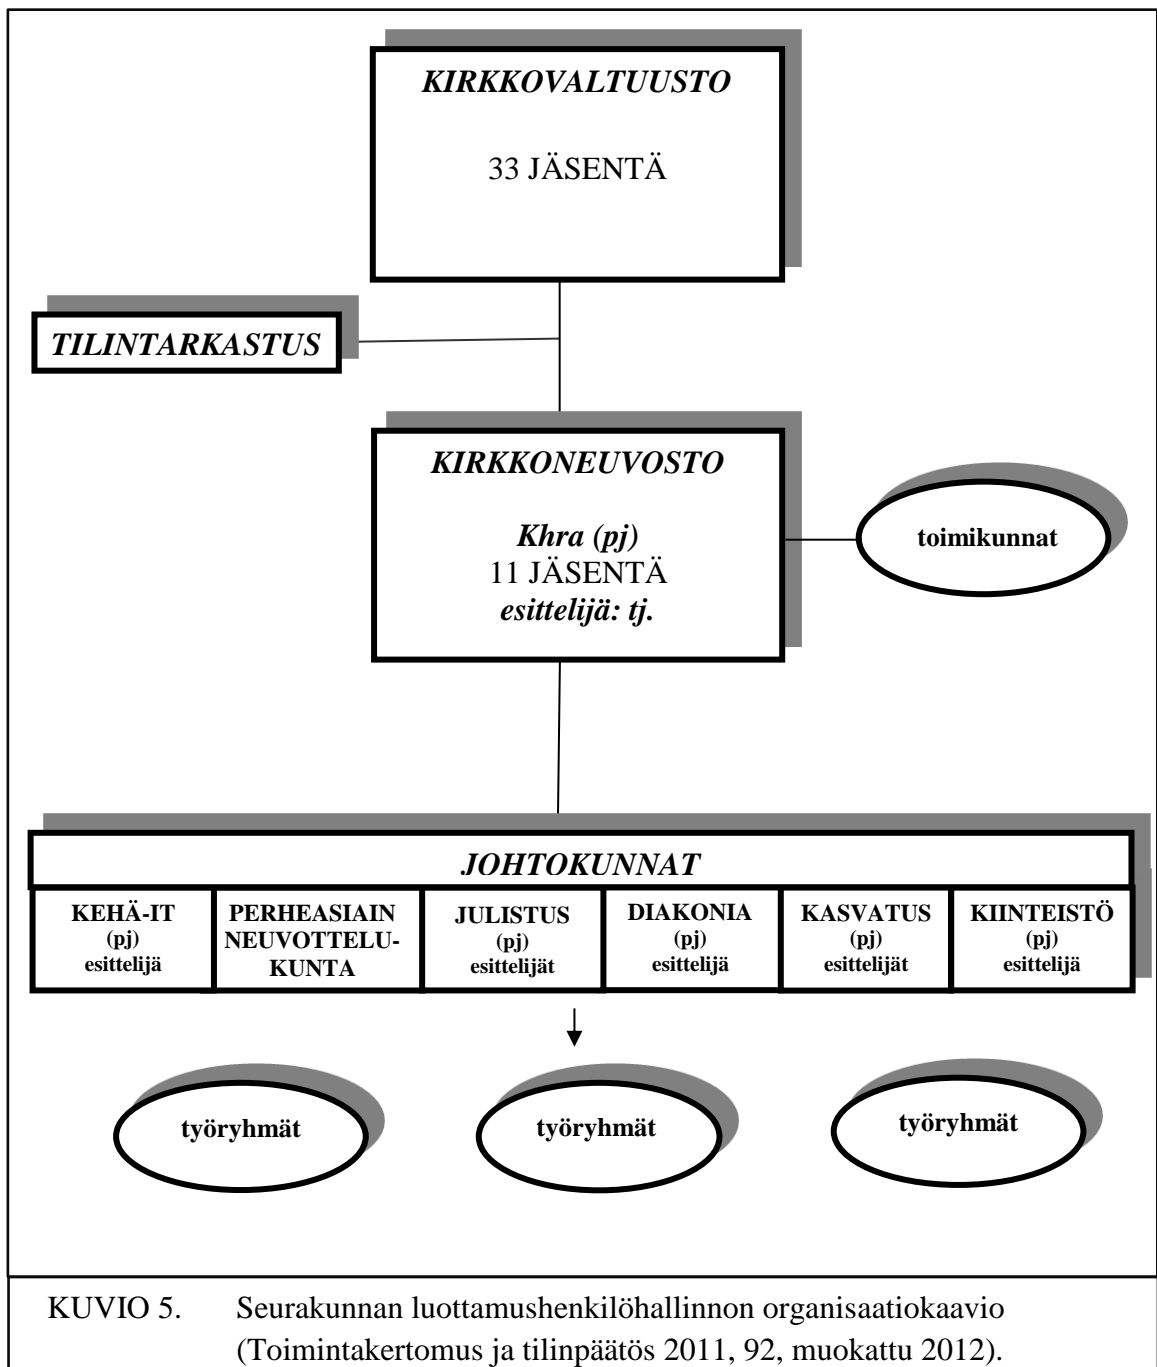 KIRKKOVALTUUSTO
33 JÄSENTÄ
TILINTARKASTUS
KIRKKONEUVOSTO
Khra (pj)
11 JÄSENTÄ
esittelijä: tj.
toimikunnat
JOHTOKUNNAT
KEHÄ-IT
(pj)
esittelijä
PERHEASIAIN
NEUVOTTELU-
KUNTA
JULISTUS
(pj)
esittelijät
DIAKONIA
(pj)
esittelijä
KASVATUS
(pj)
esittelijät
KIINTEISTÖ
(pj)
esittelijä
työryhmät
työryhmät
työryhmät
KUVIO 5. Seurakunnan luottamushenkilöhallinnon organisaatiokaavio
(Toimintakertomus ja tilinpäätös 2011, 92, muokattu 2012).